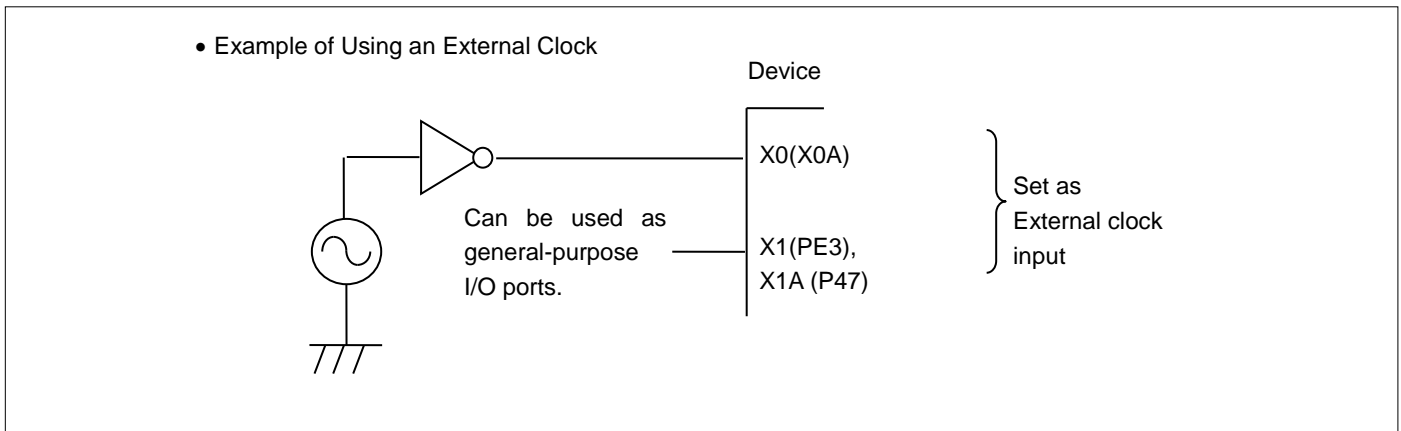 • Example of Using an External Clock
Device
X0(X0A)
Can be used as
general-purpose
I/O ports.
X1(PE3),
X1A (P47)
Set as
External clock
input